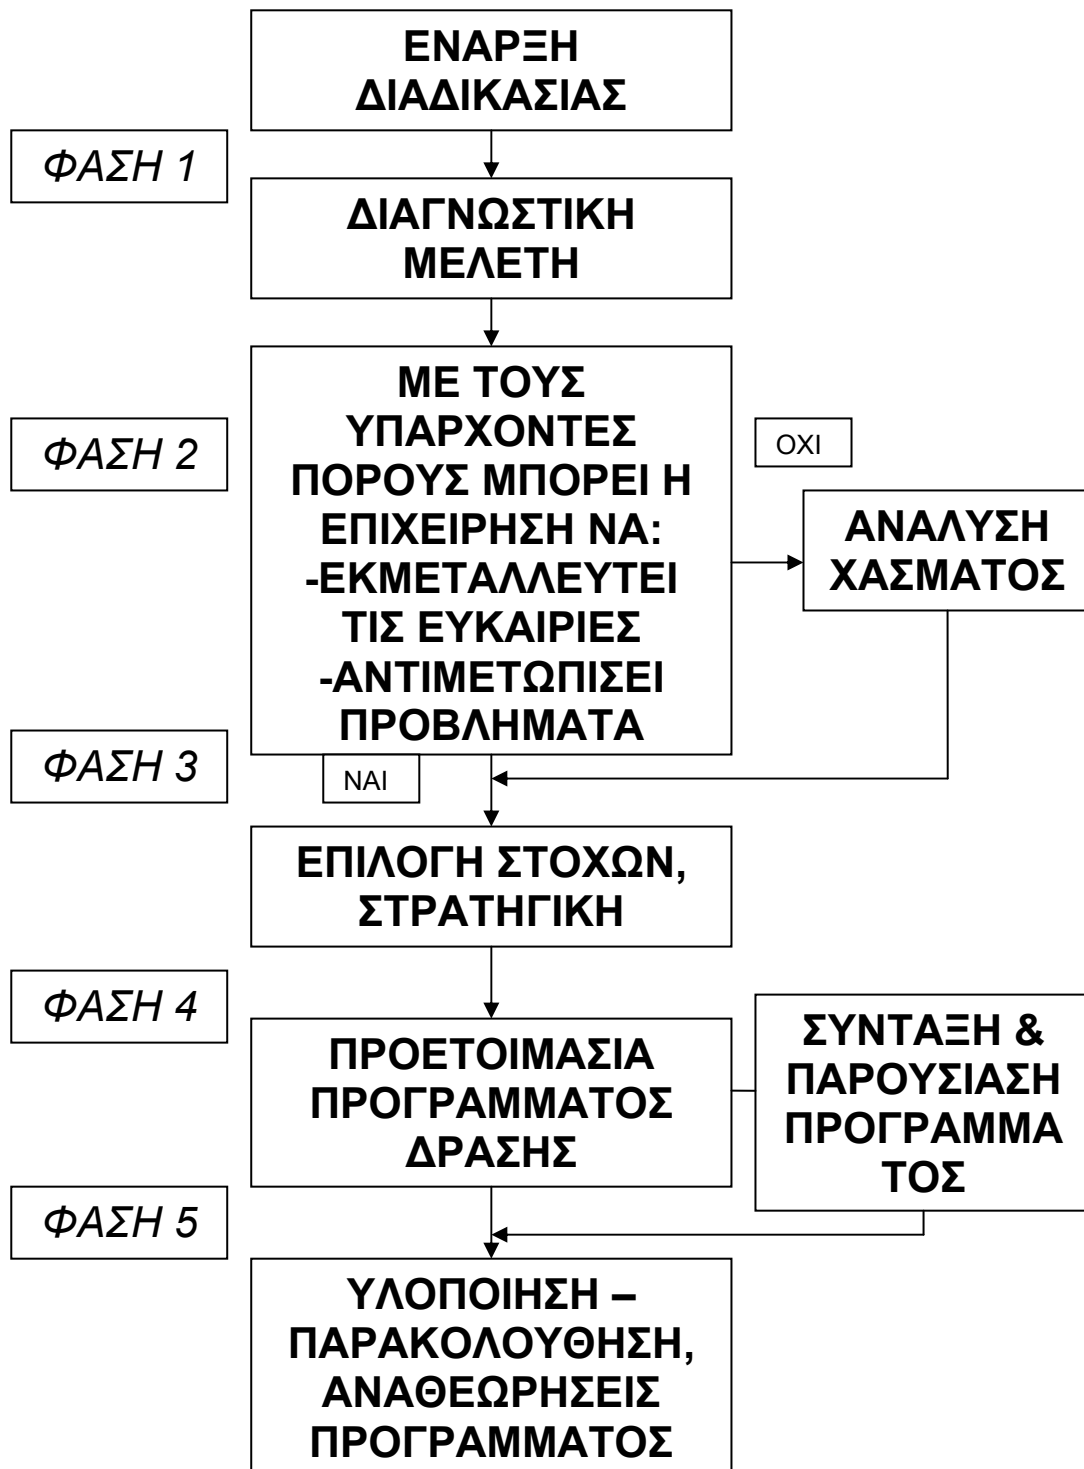 ΕΝΑΡΞΗ
ΔΙΑΔΙΚΑΣΙΑΣ
ΦΑΣΗ 1
ΔΙΑΓΝΩΣΤΙΚΗ
ΜΕΛΕΤΗ
ΜΕ ΤΟΥΣ
ΥΠΑΡΧΟΝΤΕΣ
ΠΟΡΟΥΣ ΜΠΟΡΕΙ Η
ΕΠΙΧΕΙΡΗΣΗ ΝΑ:
-ΕΚΜΕΤΑΛΛΕΥΤΕΙ
ΤΙΣ ΕΥΚΑΙΡΙΕΣ
-ΑΝΤΙΜΕΤΩΠΙΣΕΙ
ΠΡΟΒΛΗΜΑΤΑ
ΦΑΣΗ 2
ΟΧΙ
ΑΝΑΛΥΣΗ
ΧΑΣΜΑΤΟΣ
ΦΑΣΗ 3
ΝΑΙ
ΕΠΙΛΟΓΗ ΣΤΟΧΩΝ,
ΣΤΡΑΤΗΓΙΚΗ
ΦΑΣΗ 4
ΠΡΟΕΤΟΙΜΑΣΙΑ
ΠΡΟΓΡΑΜΜΑΤΟΣ
ΔΡΑΣΗΣ
ΣΥΝΤΑΞΗ &
ΠΑΡΟΥΣΙΑΣΗ
ΠΡΟΓΡΑΜΜΑ
ΤΟΣ
ΦΑΣΗ 5
ΥΛΟΠΟΙΗΣΗ –
ΠΑΡΑΚΟΛΟΥΘΗΣΗ,
ΑΝΑΘΕΩΡΗΣΕΙΣ
ΠΡΟΓΡΑΜΜΑΤΟΣ